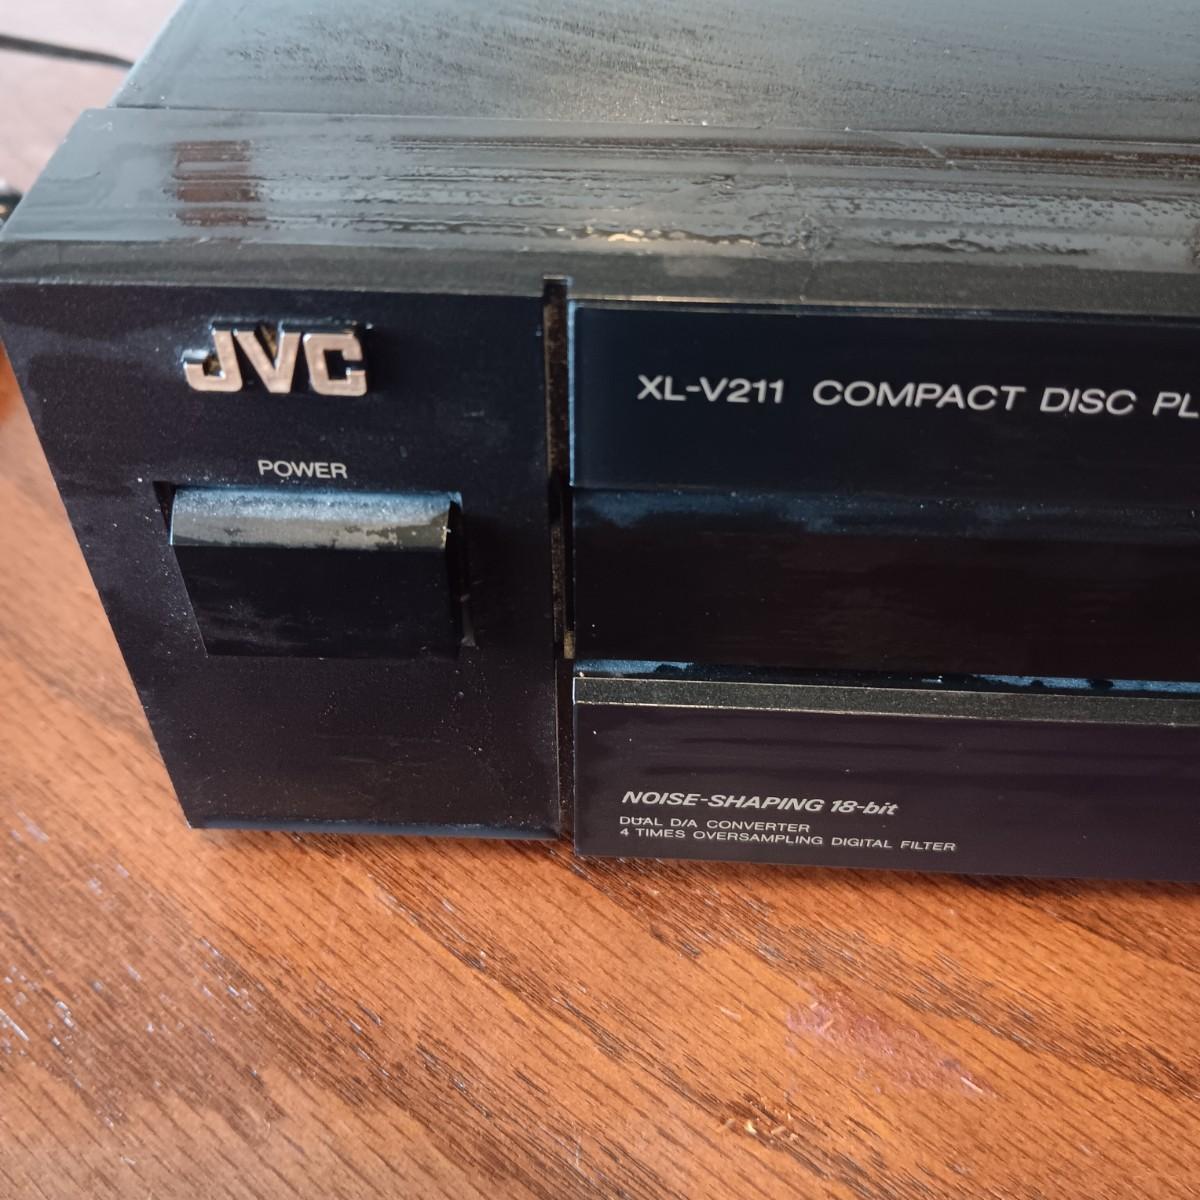 JVC
POWER
XL-V211 COMPACT DISC PL
NOISE-SHAPING 18-bit
DUAL D/A CONVERTER
4 TIMES OVERSAMPLING DIGITAL FILTER